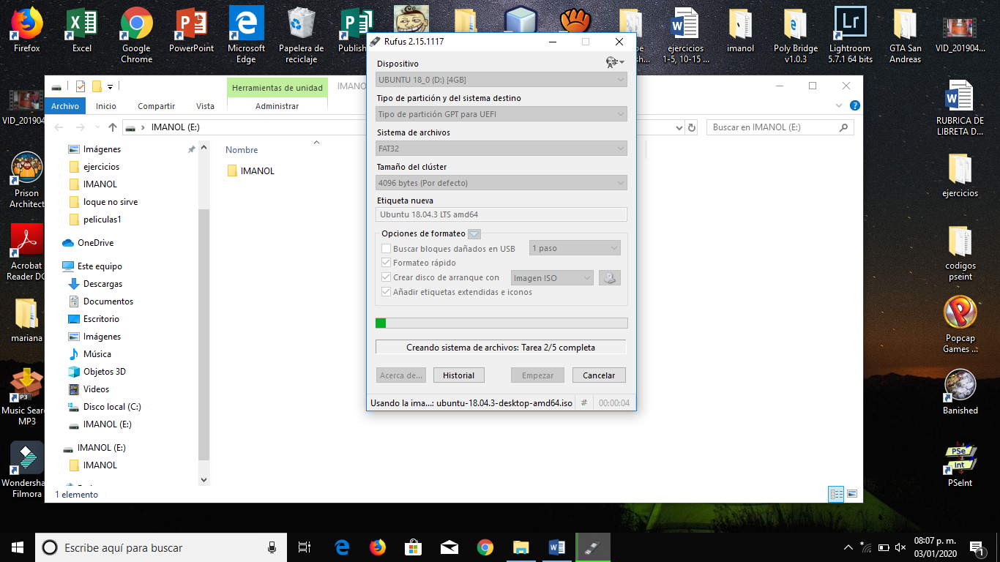 Firefox
Excel
Google Chrome
PowerPoint
Microsoft Edge
Papelera de reciclaje
Publish
ejercicios 1-5, 10-15 ...
imanol
Poly Bridge v1.0.3
Lightroom 5.7.1 64 bits
GTA San Andreas
VID_201904...
VID_201904
Prison Architect
Acrobat Reader DC
mariana
Music Sear MP3
Wondersha Filmora
RUBRICA DE LIBRETA D...
ejercicios
codigos pseint
Popcap Games ...
Banished
PSeInt
Herramientas de unidad
IMANO
Archivo
Inicio
Compartir
Vista
Administrar
IMANOL (E:)
Buscar en IMANOL (E:)
Imágenes
ejercicios
IMANOL
loque no sirve
peliculas1
OneDrive
Este equipo
Descargas
Documentos
Escritorio
Imágenes
Música
Objetos 3D
Videos
Disco local (C:)
IMANOL (E:)
IMANOL (E:)
IMANOL
Nombre
IMANOL
1 elemento
Rufus 2.15.1117
Dispositivo
UBUNTU 18_0 (D:) [4GB]
Tipo de partición y del sistema destino
Tipo de partición GPT para UEFI
Sistema de archivos
FAT32
Tamaño del clúster
4096 bytes (Por defecto)
Etiqueta nueva
Ubuntu 18.04.3 LTS amd64
Opciones de formateo
Buscar bloques dañados en USB
1 paso
Formateo rápido
Crear disco de arranque con
Imagen ISO
Añadir etiquetas extendidas e iconos
Creando sistema de archivos: Tarea 2/5 completa
Acerca de...
Historial
Empezar
Cancelar
Usando la ima...: ubuntu-18.04.3-desktop-amd64.iso
#
00:00:04
Escribe aquí para buscar
08:07 p. m.
03/01/2020
1